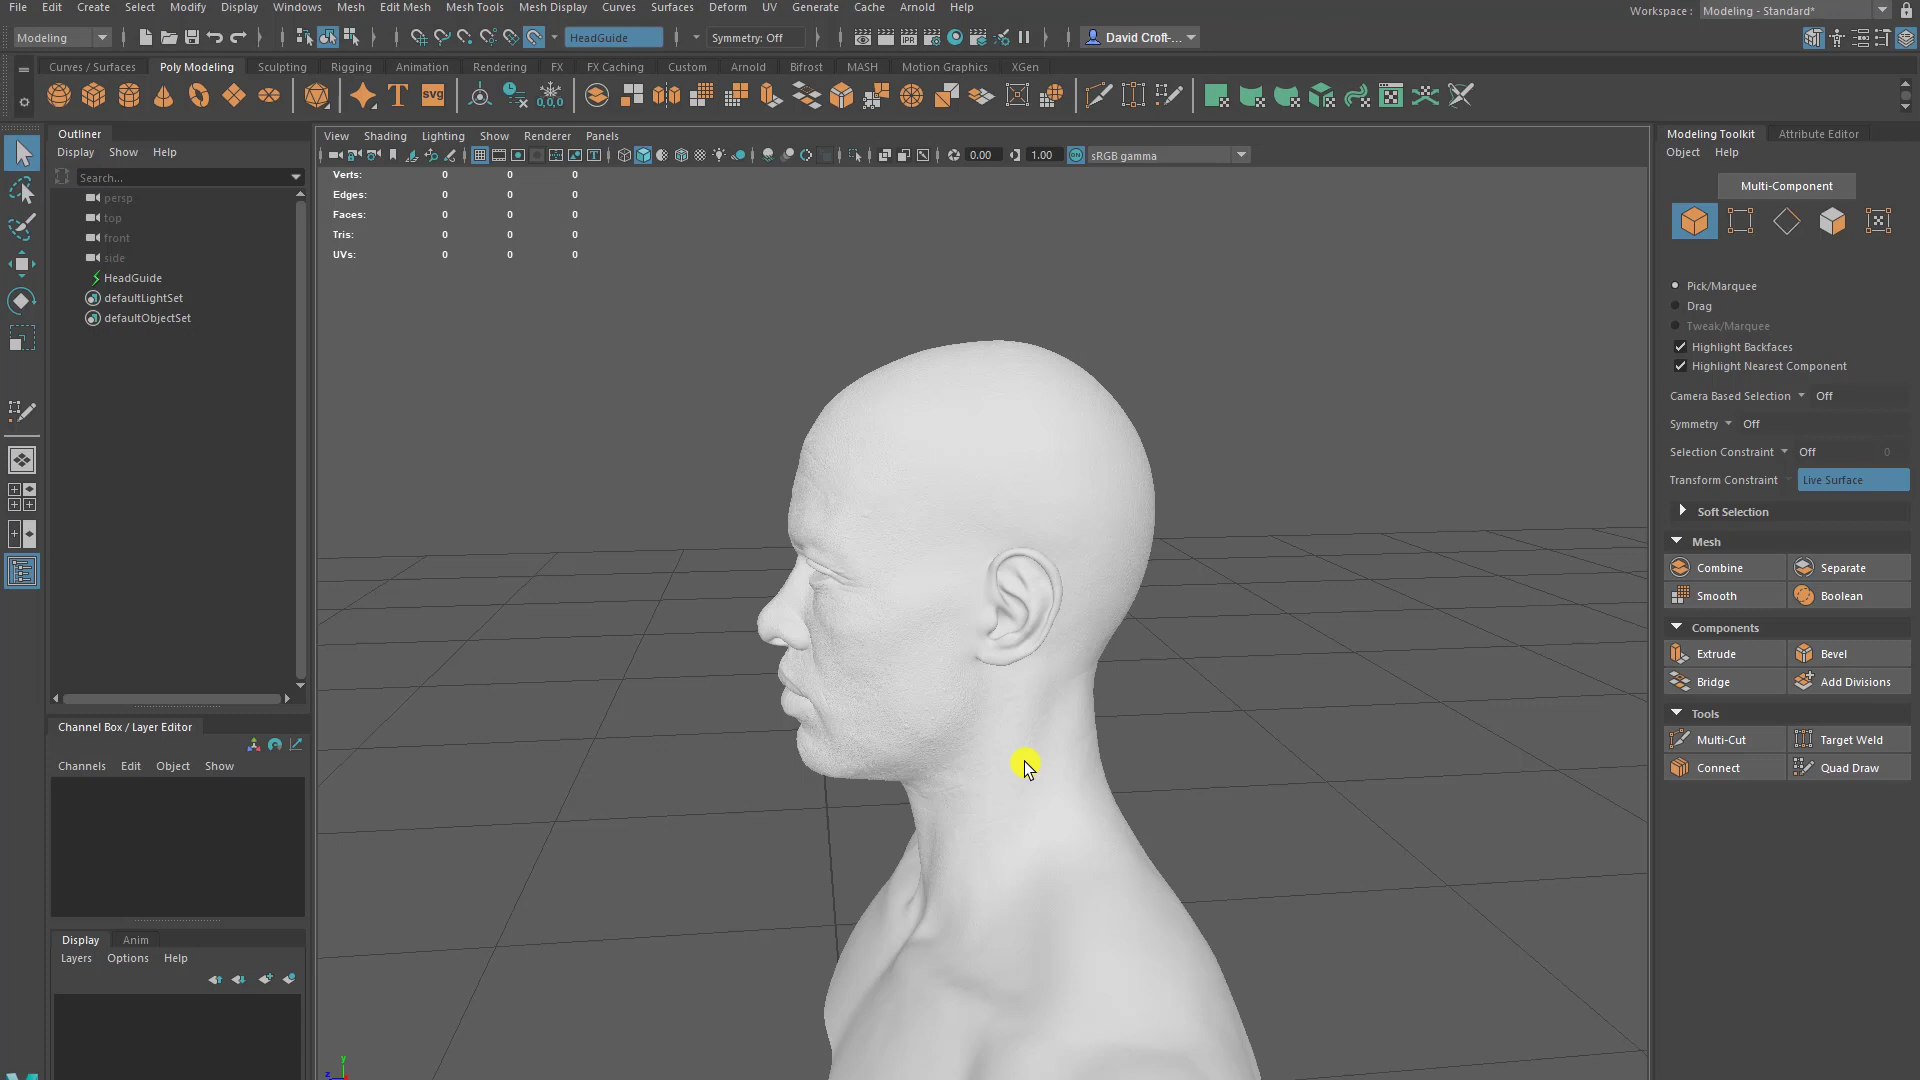 File Edit Create Select Modify Display Windows Mesh Edit Mesh Mesh Tools Mesh Display Curves Surfaces Deform UV Generate Cache Arnold Help
Workspace : Modeling - Standard*
Modeling HeadGuide Symmetry: Off David Croft-...
Curves / Surfaces Poly Modeling Sculpting Rigging Animation Rendering FX FX Caching Custom Arnold Bifrost MASH Motion Graphics XGen
T svg 0,0,0
IPR
Outliner
Display Show Help
Search...
persp
top
front
side
HeadGuide
defaultLightSet
defaultObjectSet
View Shading Lighting Show Renderer Panels
0.00 1.00 ON sRGB gamma
Verts: 0 0 0
Edges: 0 0 0
Faces: 0 0 0
Tris: 0 0 0
UVs: 0 0 0
y
z
Channel Box / Layer Editor
Channels Edit Object Show
Display Anim
Layers Options Help
Modeling Toolkit Attribute Editor
Object Help
Multi-Component
Pick/Marquee
Drag
Tweak/Marquee
Highlight Backfaces
Highlight Nearest Component
Camera Based Selection Off
Symmetry Off
Selection Constraint Off 0
Transform Constraint Live Surface
Soft Selection
Mesh
Combine Separate
Smooth Boolean
Components
Extrude Bevel
Bridge Add Divisions
Tools
Multi-Cut Target Weld
Connect Quad Draw